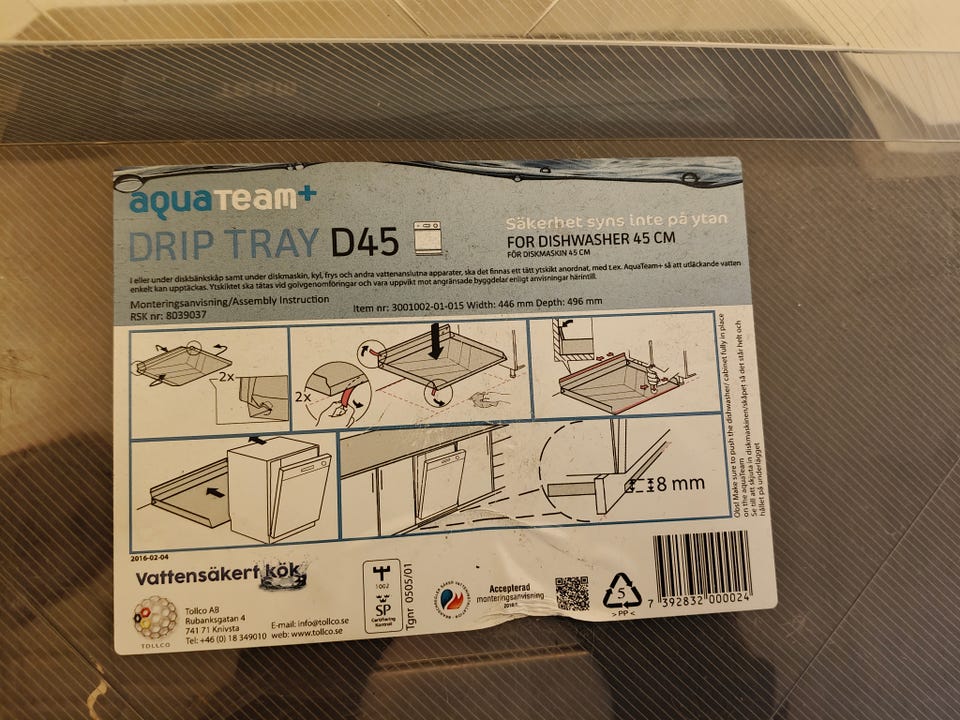 aquaTeam+
DRIP TRAY D45
Säkerhet syns inte på ytan
FOR DISHWASHER 45 CM
FÖR DISKMASKIN 45 CM
I eller under diskbänkskåp samt under diskmaskin, kyl, frys och andra vattenanslutna apparater, ska det finnas ett tätt ytskikt anordnat, med t.ex. AquaTeam+ så att utläckande vatten
enkelt kan upptäckas. Ytskiktet ska tätas vid golvgenomföringar och vara uppvikt mot angränsade byggdelar enligt anvisningar härintill.
Monteringsanvisning/Assembly Instruction
RSK nr: 8039037
Item nr: 3001002-01-015 Width: 446 mm Depth: 496 mm
2x
2x
8 mm
Obs! Make sure to push the dishwasher/ cabinet fully in place
on the aquaTeam
Se till att skjuta in diskmaskinen/skåpet så det står helt och
hållet på underlägget
2016-02-04
Vattensäkert kök
TOLLCO
Tollco AB
Rubanksgatan 4
741 71 Knivsta
Tel: +46 (0) 18 349010
E-mail: info@tollco.se
web: www.tollco.se
1002
SP
Certifiering
Kontroll
Tgnr 0505/01
Accepterad
monteringsanvisning
5
>PP<
7 392832 000024